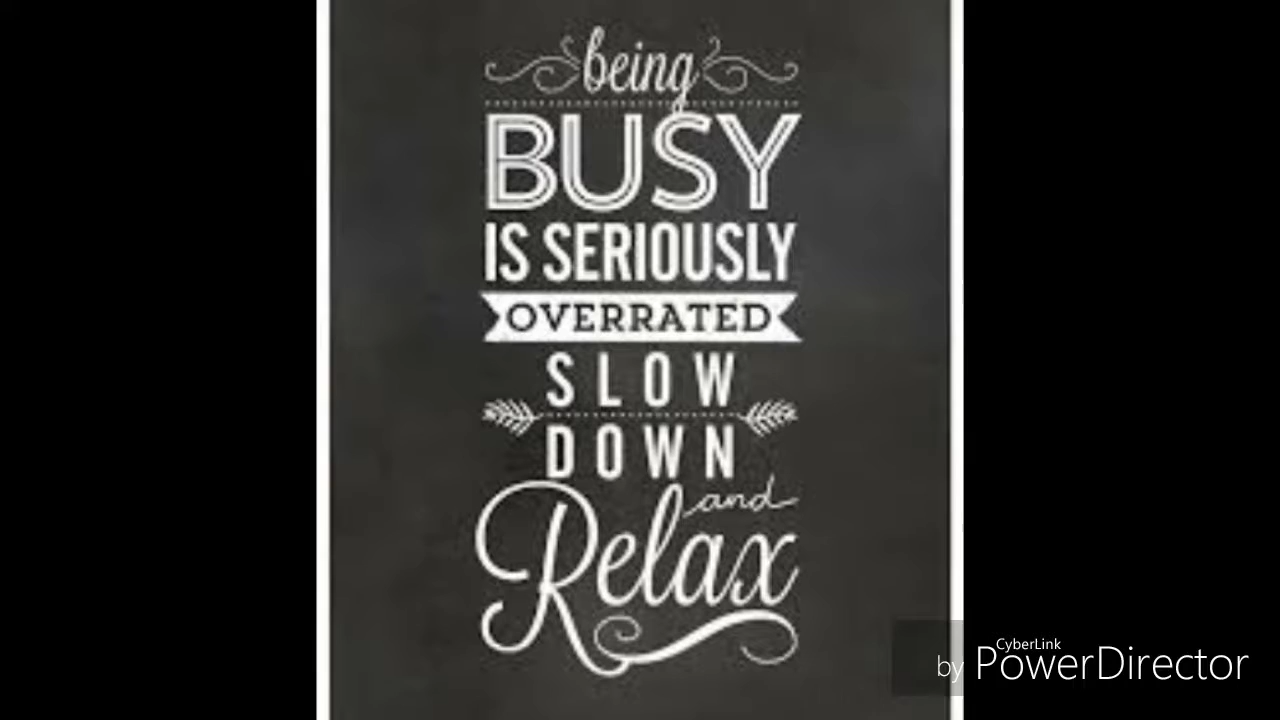 being
BUSY
IS SERIOUSLY
OVERRATED
SLOW
DOWN
and
Relax
CyberLink
by PowerDirector